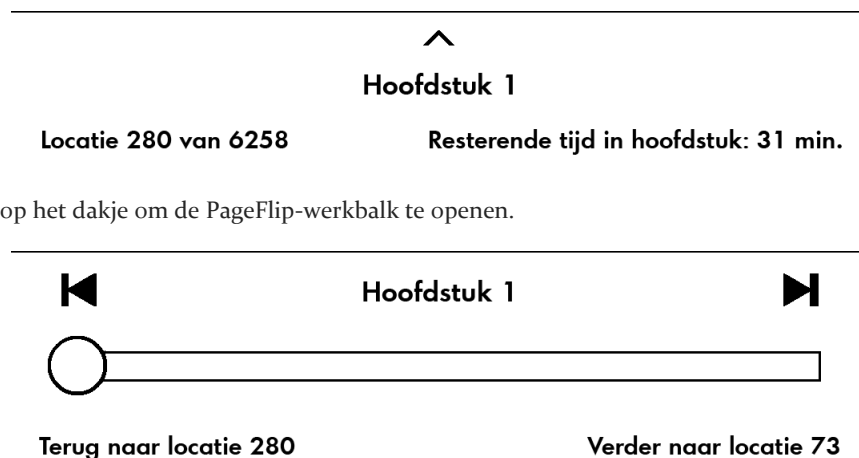 Hoofdstuk 1
Locatie 280 van 6258 Resterende tijd in hoofdstuk: 31 min.
op het dakje om de PageFlip-werkbalk te openen.
Hoofdstuk 1
Terug naar locatie 280 Verder naar locatie 73